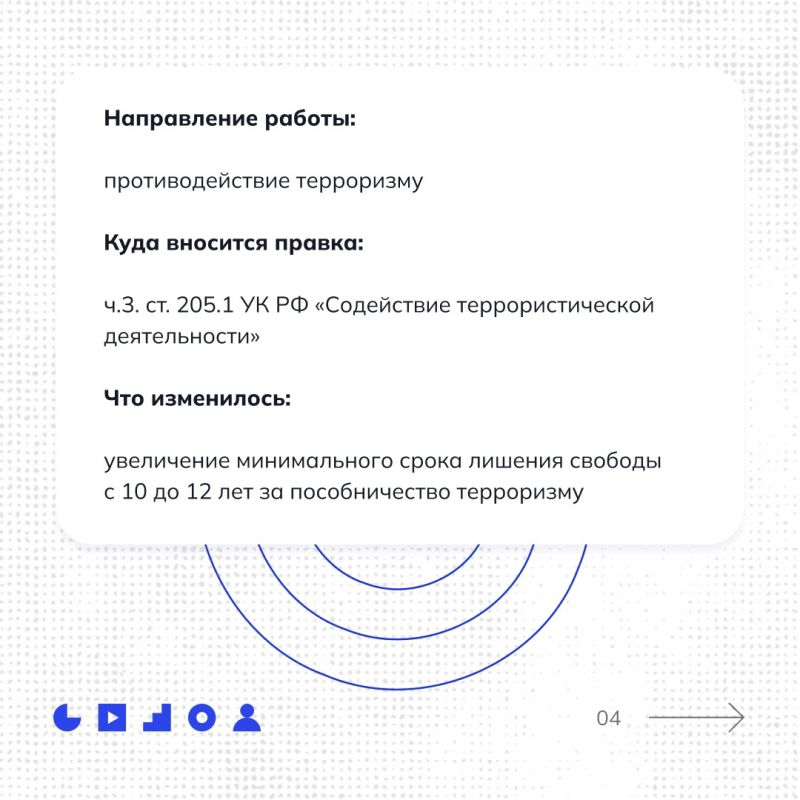 Направление работы:
противодействие терроризму
Куда вносится правка:
ч.3. ст. 205.1 УК РФ «Содействие террористической
деятельности»
Что изменилось:
увеличение минимального срока лишения свободы
с 10 до 12 лет за пособничество терроризму
04